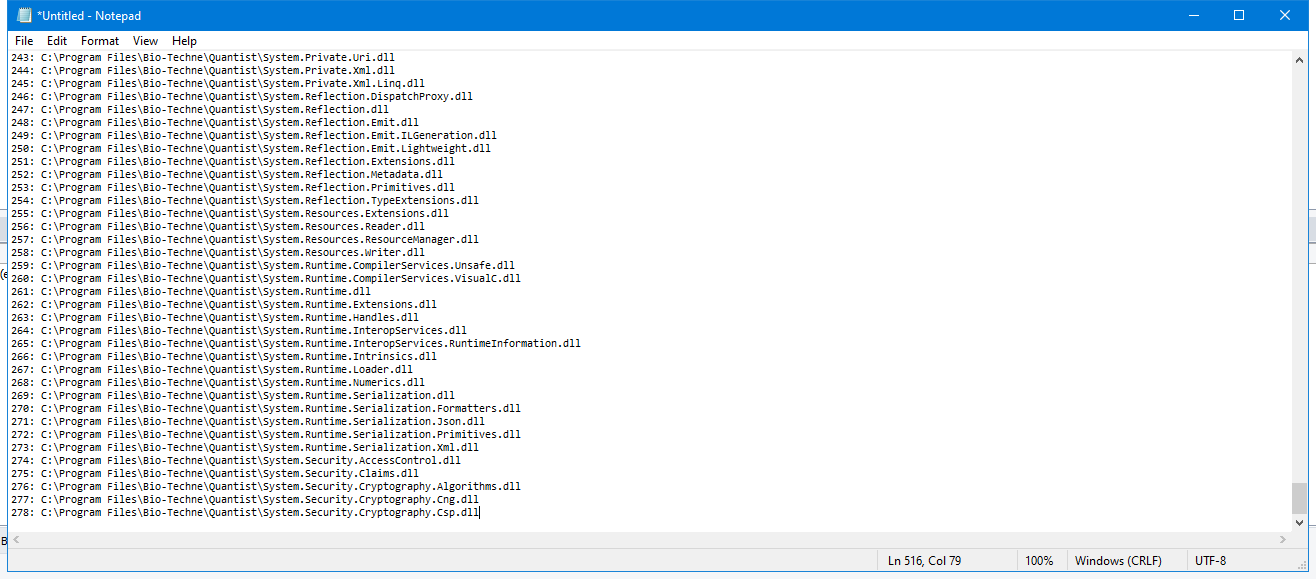 *Untitled - Notepad
File Edit Format View Help
243: C:\Program Files\Bio-Techne\Quantist\System.Private.Uri.dll
244: C:\Program Files\Bio-Techne\Quantist\System.Private.Xml.dll
245: C:\Program Files\Bio-Techne\Quantist\System.Private.Xml.Linq.dll
246: C:\Program Files\Bio-Techne\Quantist\System.Reflection.DispatchProxy.dll
247: C:\Program Files\Bio-Techne\Quantist\System.Reflection.dll
248: C:\Program Files\Bio-Techne\Quantist\System.Reflection.Emit.dll
249: C:\Program Files\Bio-Techne\Quantist\System.Reflection.Emit.ILGeneration.dll
250: C:\Program Files\Bio-Techne\Quantist\System.Reflection.Emit.Lightweight.dll
251: C:\Program Files\Bio-Techne\Quantist\System.Reflection.Extensions.dll
252: C:\Program Files\Bio-Techne\Quantist\System.Reflection.Metadata.dll
253: C:\Program Files\Bio-Techne\Quantist\System.Reflection.Primitives.dll
254: C:\Program Files\Bio-Techne\Quantist\System.Reflection.TypeExtensions.dll
255: C:\Program Files\Bio-Techne\Quantist\System.Resources.Extensions.dll
256: C:\Program Files\Bio-Techne\Quantist\System.Resources.Reader.dll
257: C:\Program Files\Bio-Techne\Quantist\System.Resources.ResourceManager.dll
258: C:\Program Files\Bio-Techne\Quantist\System.Resources.Writer.dll
259: C:\Program Files\Bio-Techne\Quantist\System.Runtime.CompilerServices.Unsafe.dll
260: C:\Program Files\Bio-Techne\Quantist\System.Runtime.CompilerServices.VisualC.dll
261: C:\Program Files\Bio-Techne\Quantist\System.Runtime.dll
262: C:\Program Files\Bio-Techne\Quantist\System.Runtime.Extensions.dll
263: C:\Program Files\Bio-Techne\Quantist\System.Runtime.Handles.dll
264: C:\Program Files\Bio-Techne\Quantist\System.Runtime.InteropServices.dll
265: C:\Program Files\Bio-Techne\Quantist\System.Runtime.InteropServices.RuntimeInformation.dll
266: C:\Program Files\Bio-Techne\Quantist\System.Runtime.Intrinsics.dll
267: C:\Program Files\Bio-Techne\Quantist\System.Runtime.Loader.dll
268: C:\Program Files\Bio-Techne\Quantist\System.Runtime.Numerics.dll
269: C:\Program Files\Bio-Techne\Quantist\System.Runtime.Serialization.dll
270: C:\Program Files\Bio-Techne\Quantist\System.Runtime.Serialization.Formatters.dll
271: C:\Program Files\Bio-Techne\Quantist\System.Runtime.Serialization.Json.dll
272: C:\Program Files\Bio-Techne\Quantist\System.Runtime.Serialization.Primitives.dll
273: C:\Program Files\Bio-Techne\Quantist\System.Runtime.Serialization.Xml.dll
274: C:\Program Files\Bio-Techne\Quantist\System.Security.AccessControl.dll
275: C:\Program Files\Bio-Techne\Quantist\System.Security.Claims.dll
276: C:\Program Files\Bio-Techne\Quantist\System.Security.Cryptography.Algorithms.dll
277: C:\Program Files\Bio-Techne\Quantist\System.Security.Cryptography.Cng.dll
278: C:\Program Files\Bio-Techne\Quantist\System.Security.Cryptography.Csp.dll
Ln 516, Col 79 100% Windows (CRLF) UTF-8